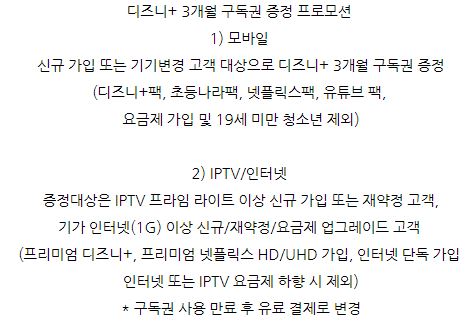 디즈니+ 3개월 구독권 증정 프로모션
1) 모바일
신규 가입 또는 기기변경 고객 대상으로 디즈니+ 3개월 구독권 증정
(디즈니+팩, 초등나라팩, 넷플릭스팩, 유튜브 팩,
요금제 가입 및 19세 미만 청소년 제외)
2) IPTV/인터넷
증정대상은 IPTV 프라임 라이트 이상 신규 가입 또는 재약정 고객,
기가 인터넷(1G) 이상 신규/재약정/요금제 업그레이드 고객
(프리미엄 디즈니+, 프리미엄 넷플릭스 HD/UHD 가입, 인터넷 단독 가입
인터넷 또는 IPTV 요금제 하향 시 제외)
* 구독권 사용 만료 후 유료 결제로 변경